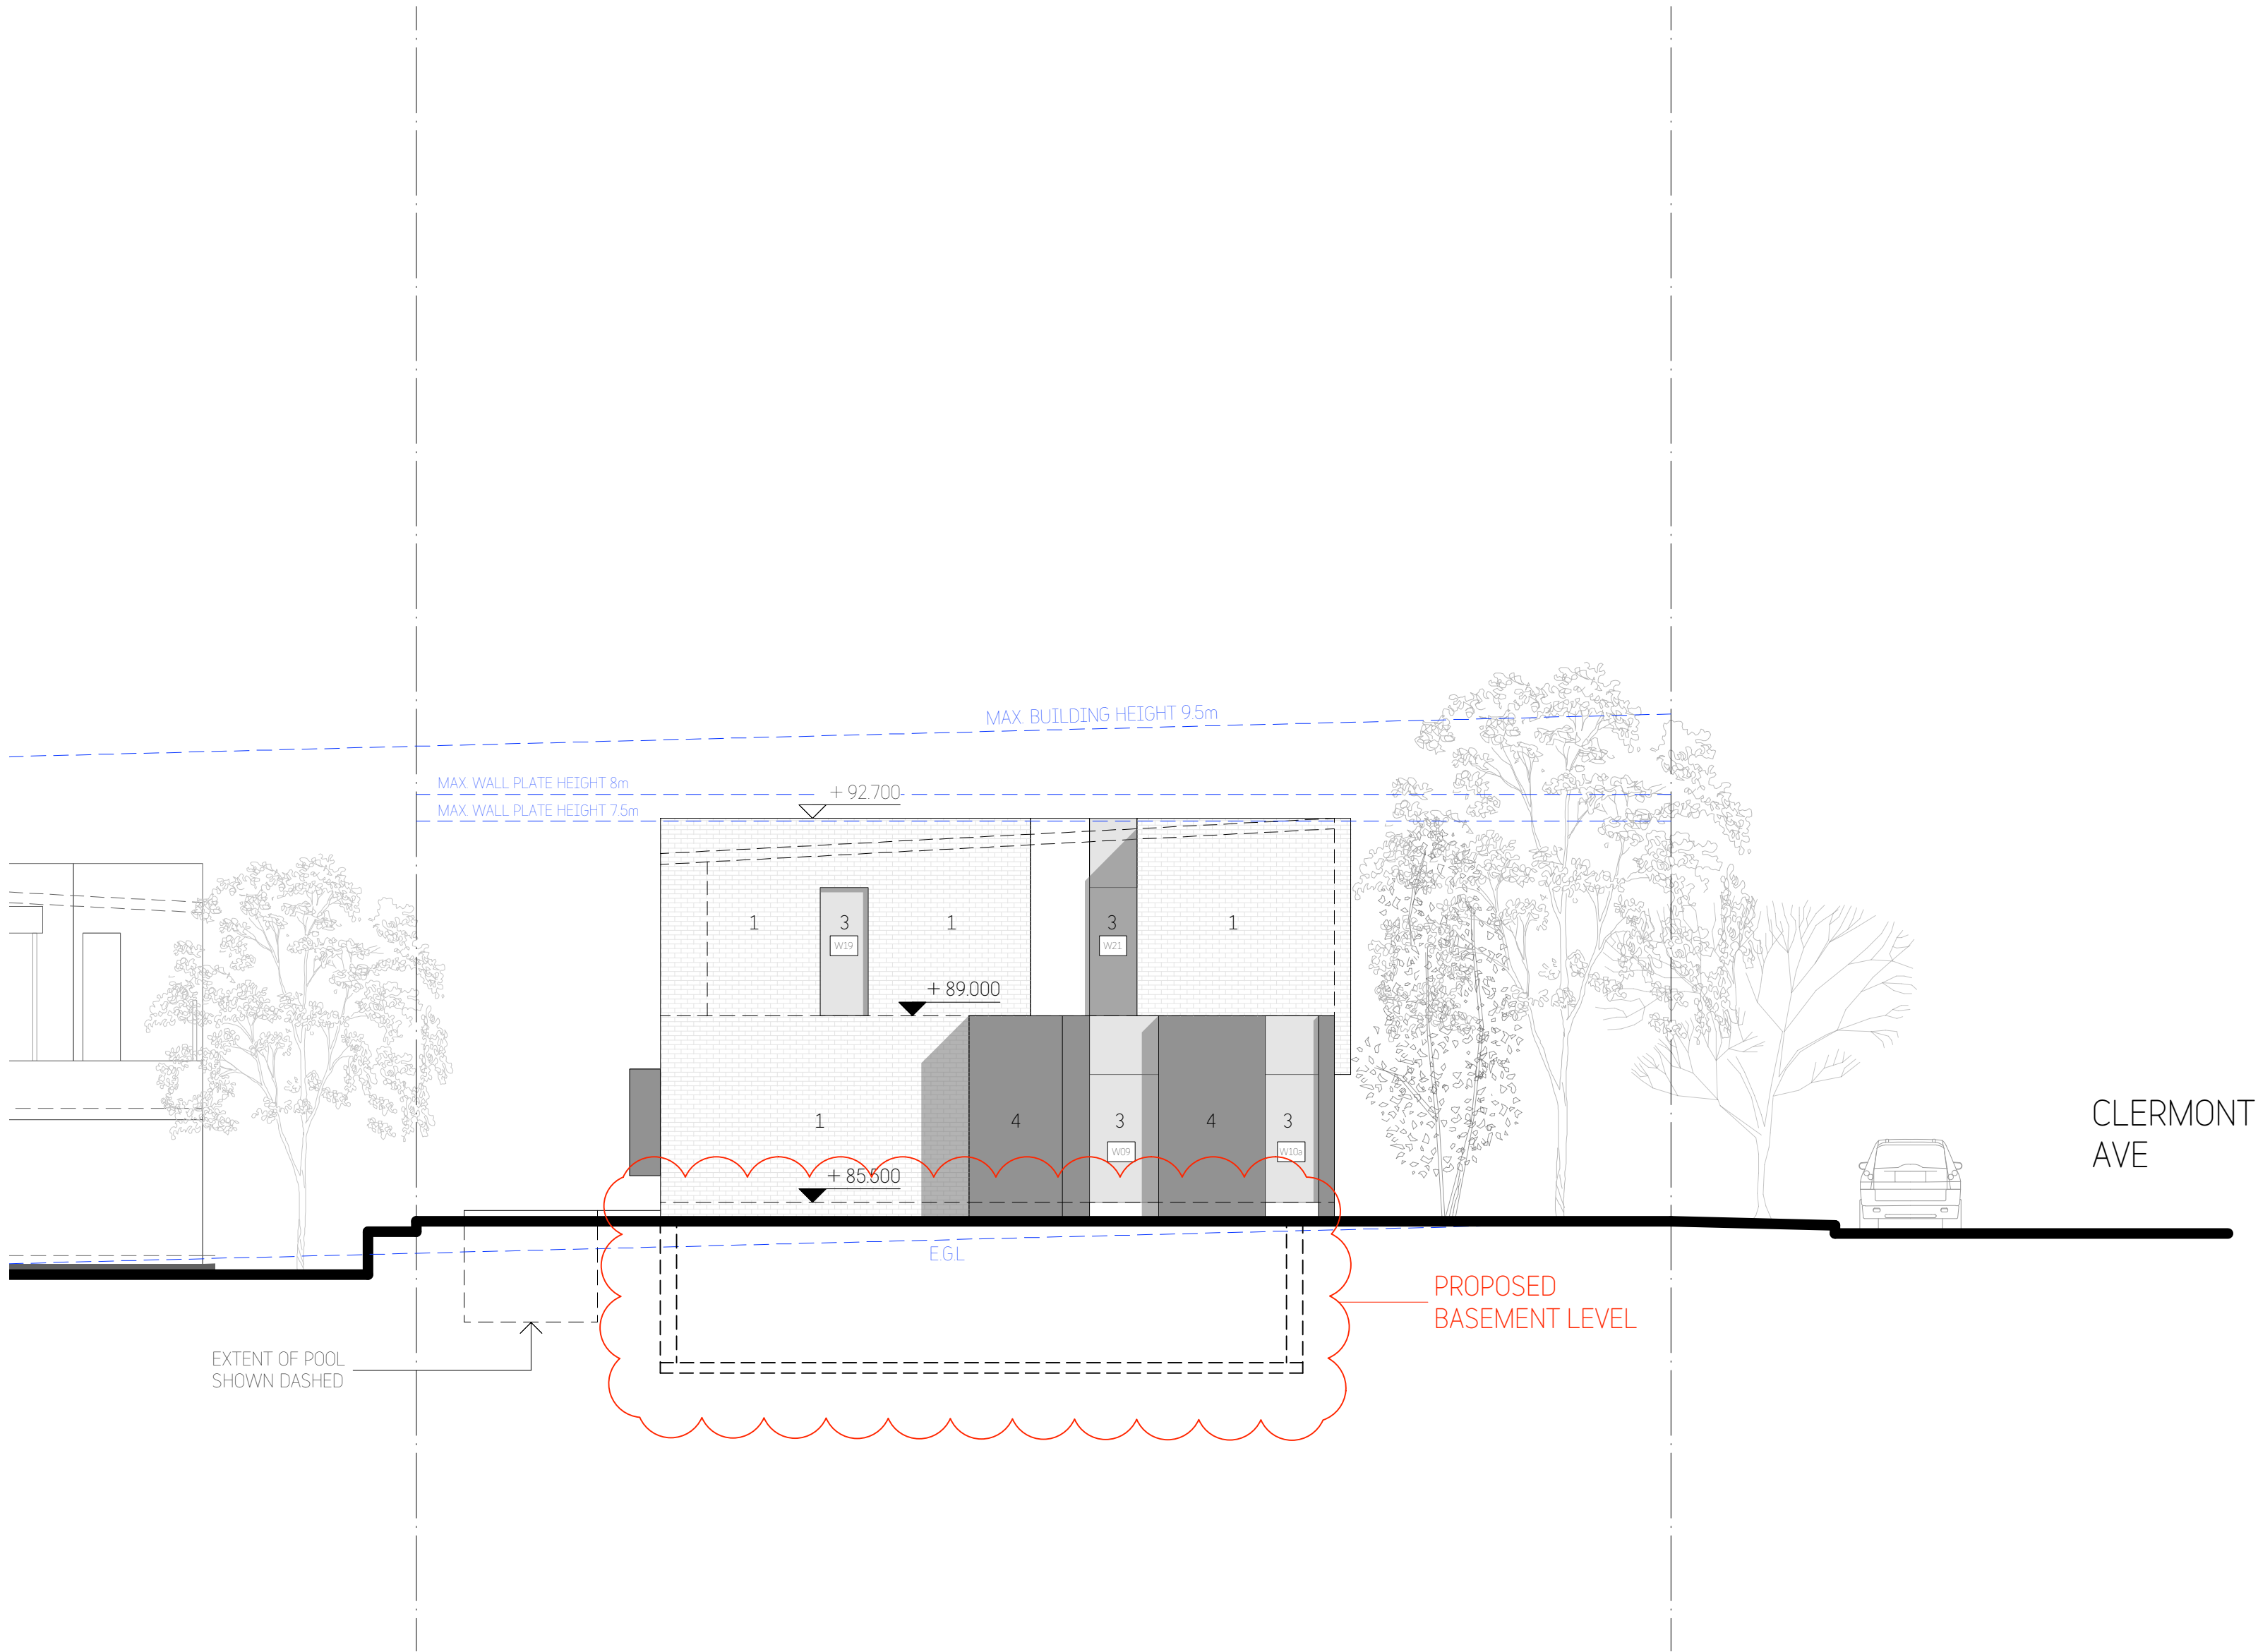 MAX. BUILDING HEIGHT 9.5m
MAX. WALL PLATE HEIGHT 8m
+ 92.700
MAX. WALL PLATE HEIGHT 7.5m
1
3
W19
1
3
W21
1
+ 89.000
1
4
3
W09
4
3
W10a
CLERMONT
AVE
+ 85.500
E.G.L
PROPOSED
BASEMENT LEVEL
EXTENT OF POOL
SHOWN DASHED